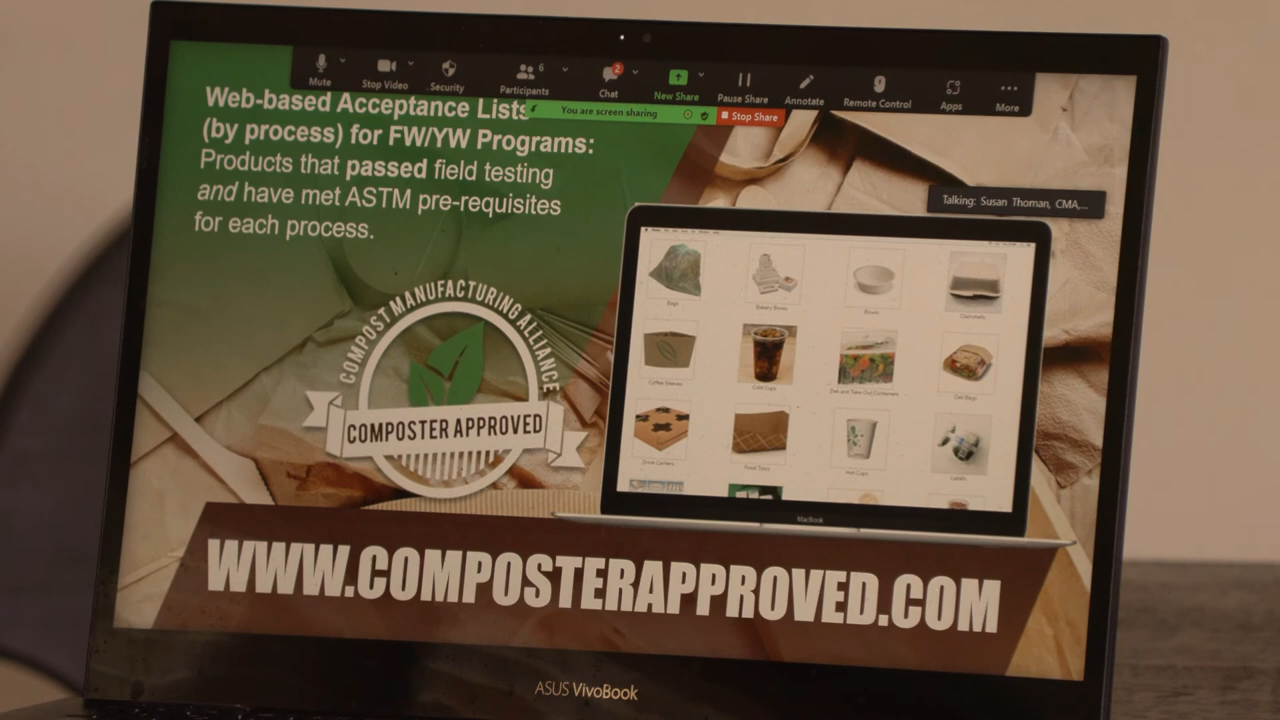 Mute
Stop Video
Security
6
Participants
2
Chat
New Share
Pause Share
Annotate
Remote Control
Apps
More
You are screen sharing
Stop Share
Talking: Susan Thoman, CMA,...
Web-based Acceptance Lists
(by process) for FW/YW Programs:
Products that passed field testing
and have met ASTM pre-requisites
for each process.
COMPOST MANUFACTURING ALLIANCE
COMPOSTER APPROVED
Bags
Bakery Boxes
Bowls
Clamshells
Coffee Sleeves
Cold Cups
Deli and Take-Out Containers
Deli Bags
Drink Carriers
Food Trays
Hot Cups
Labels
MacBook
WWW.COMPOSTERAPPROVED.COM
ASUS VivoBook